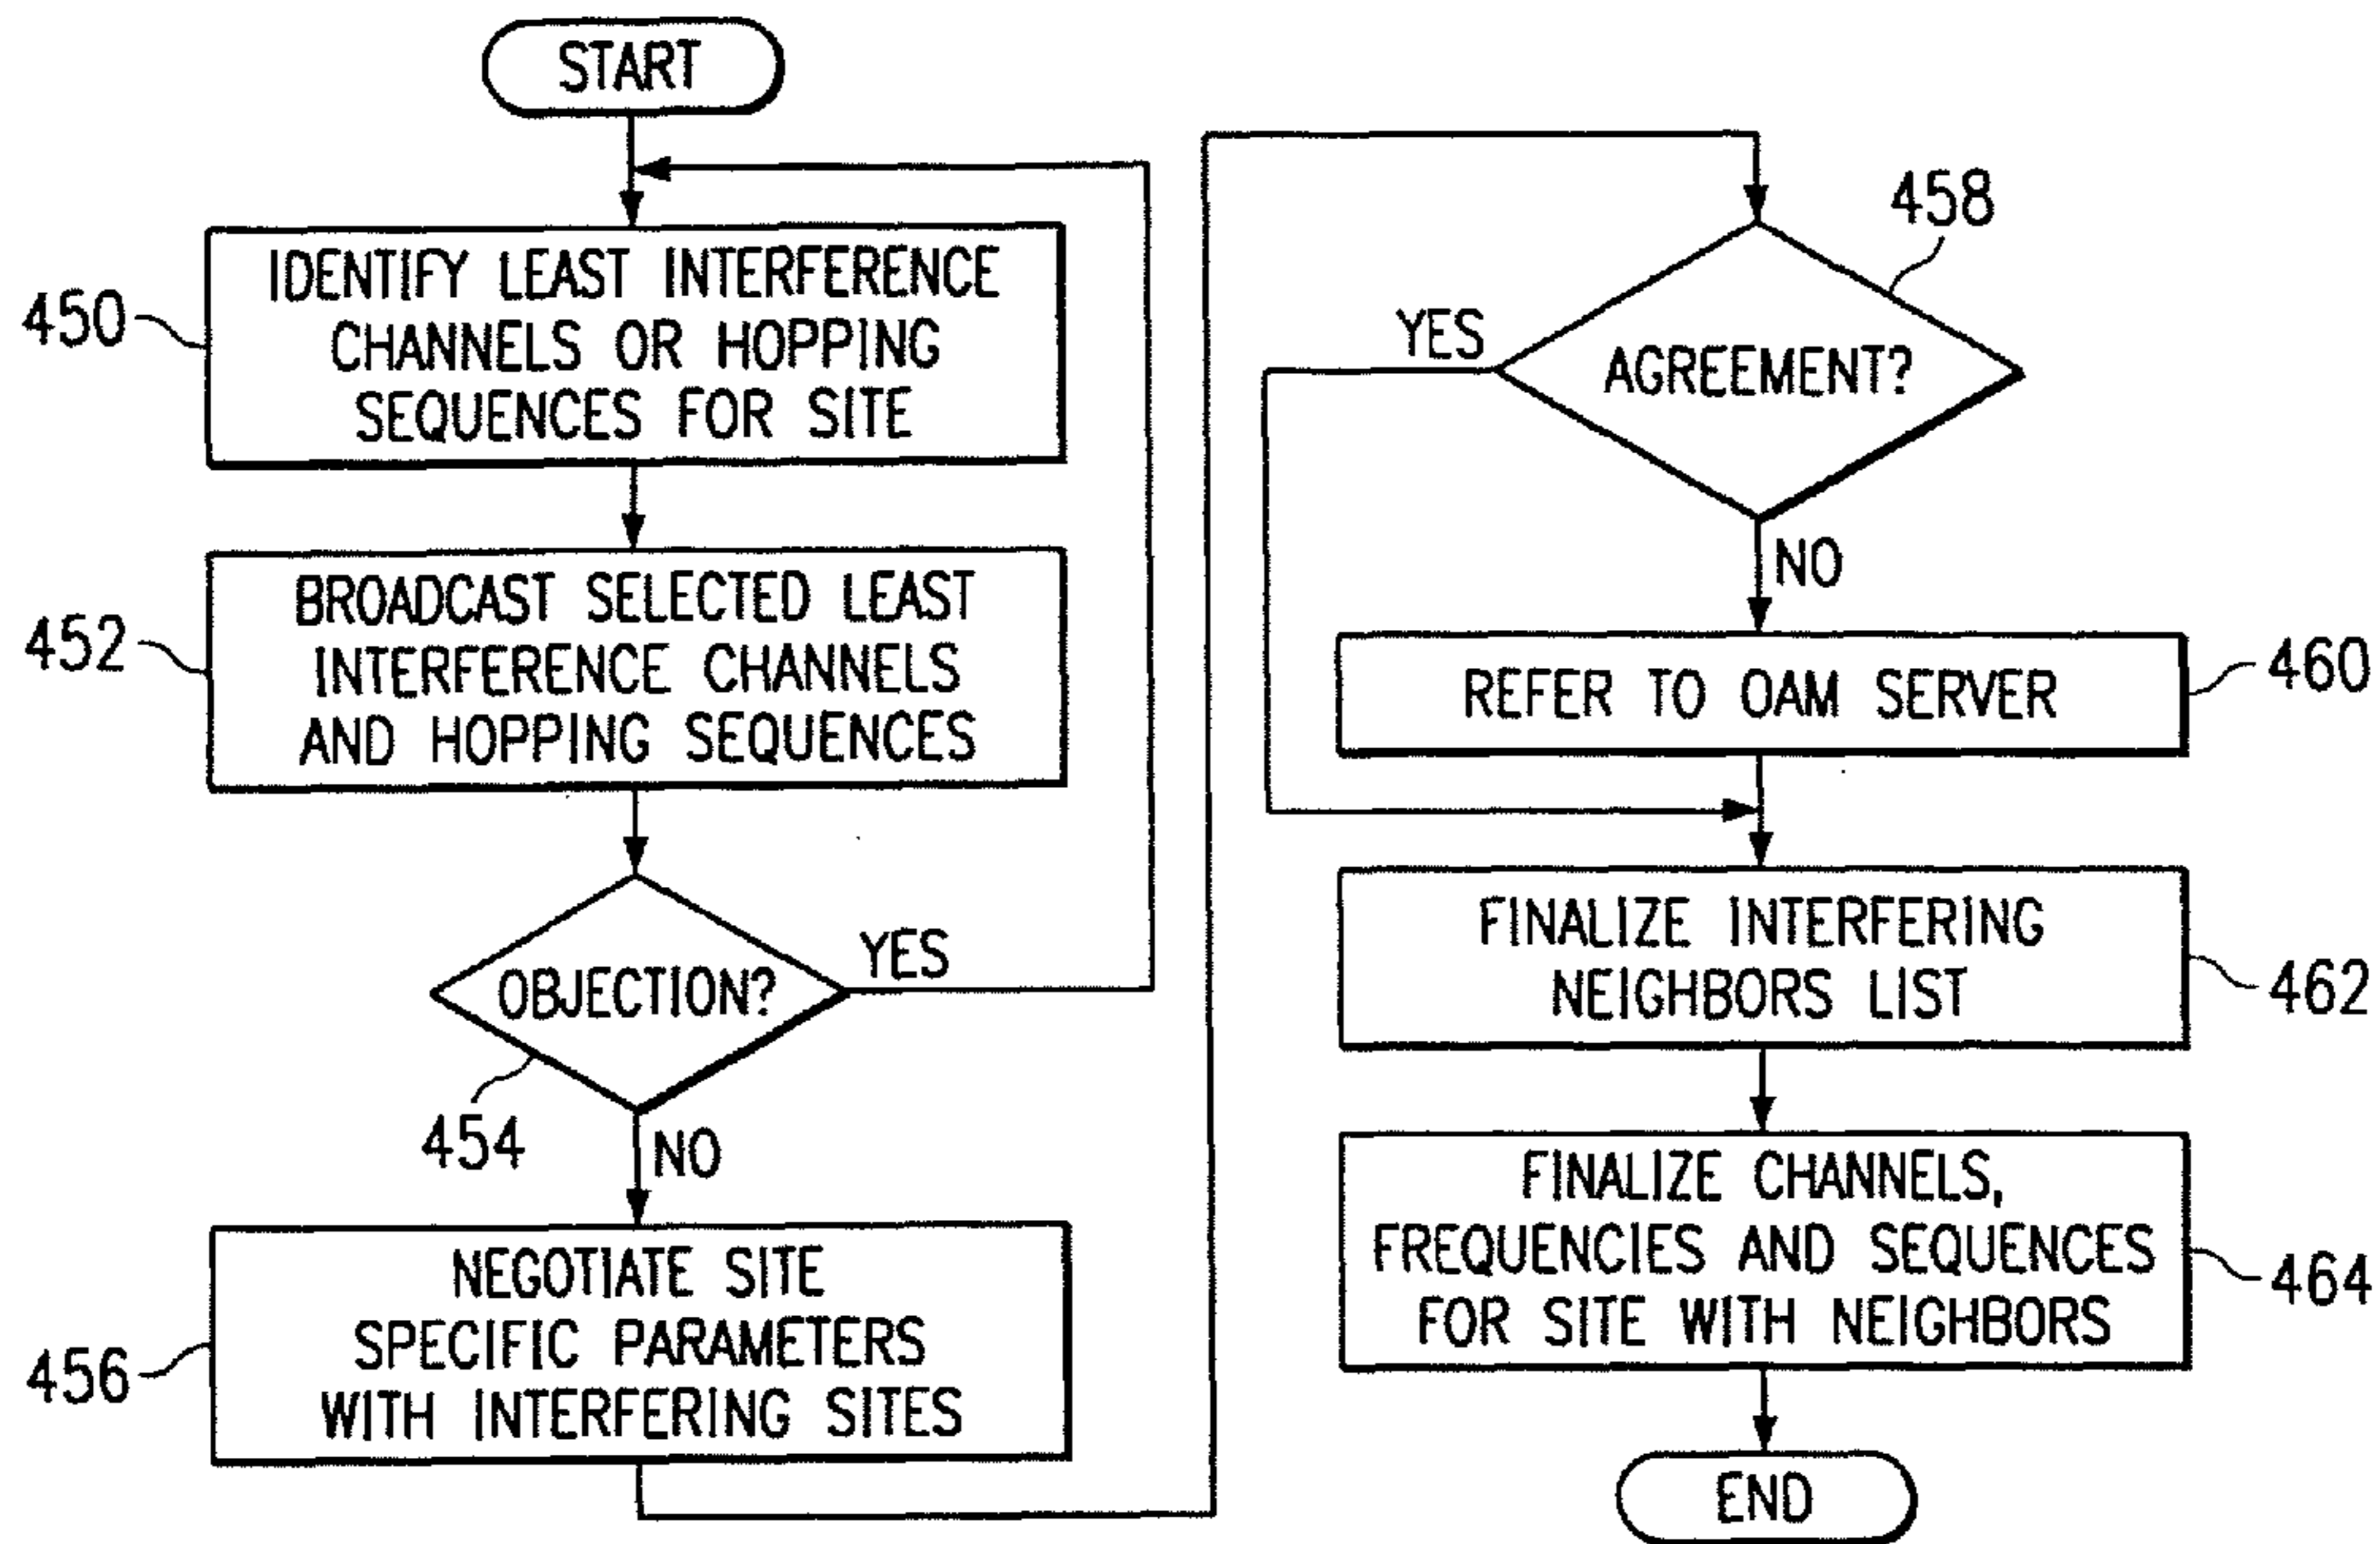 START
450
IDENTIFY LEAST INTERFERENCE
CHANNELS OR HOPPING
SEQUENCES FOR SITE
452
BROADCAST SELECTED LEAST
INTERFERENCE CHANNELS
AND HOPPING SEQUENCES
OBJECTION?
YES
454
NO
456
NEGOTIATE SITE
SPECIFIC PARAMETERS
WITH INTERFERING SITES
458
YES
AGREEMENT?
NO
REFER TO OAM SERVER
460
FINALIZE INTERFERING
NEIGHBORS LIST
462
FINALIZE CHANNELS,
FREQUENCIES AND SEQUENCES
FOR SITE WITH NEIGHBORS
464
END